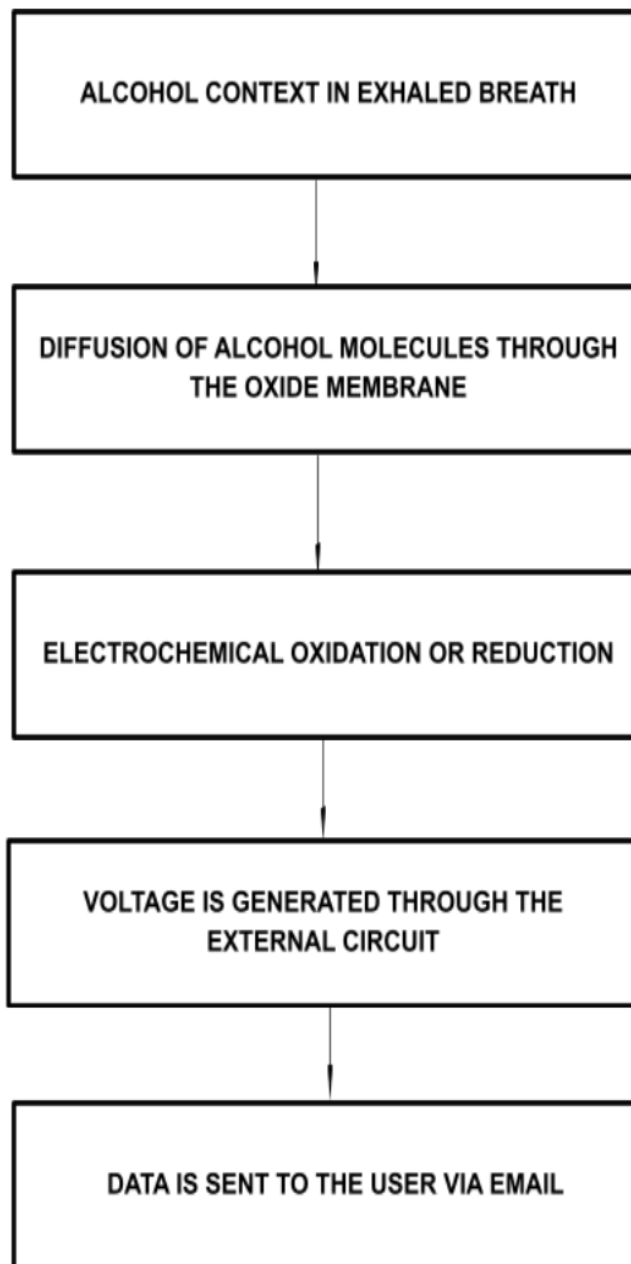 ALCOHOL CONTEXT IN EXHALED BREATH
DIFFUSION OF ALCOHOL MOLECULES THROUGH
THE OXIDE MEMBRANE
ELECTROCHEMICAL OXIDATION OR REDUCTION
VOLTAGE IS GENERATED THROUGH THE
EXTERNAL CIRCUIT
DATA IS SENT TO THE USER VIA EMAIL